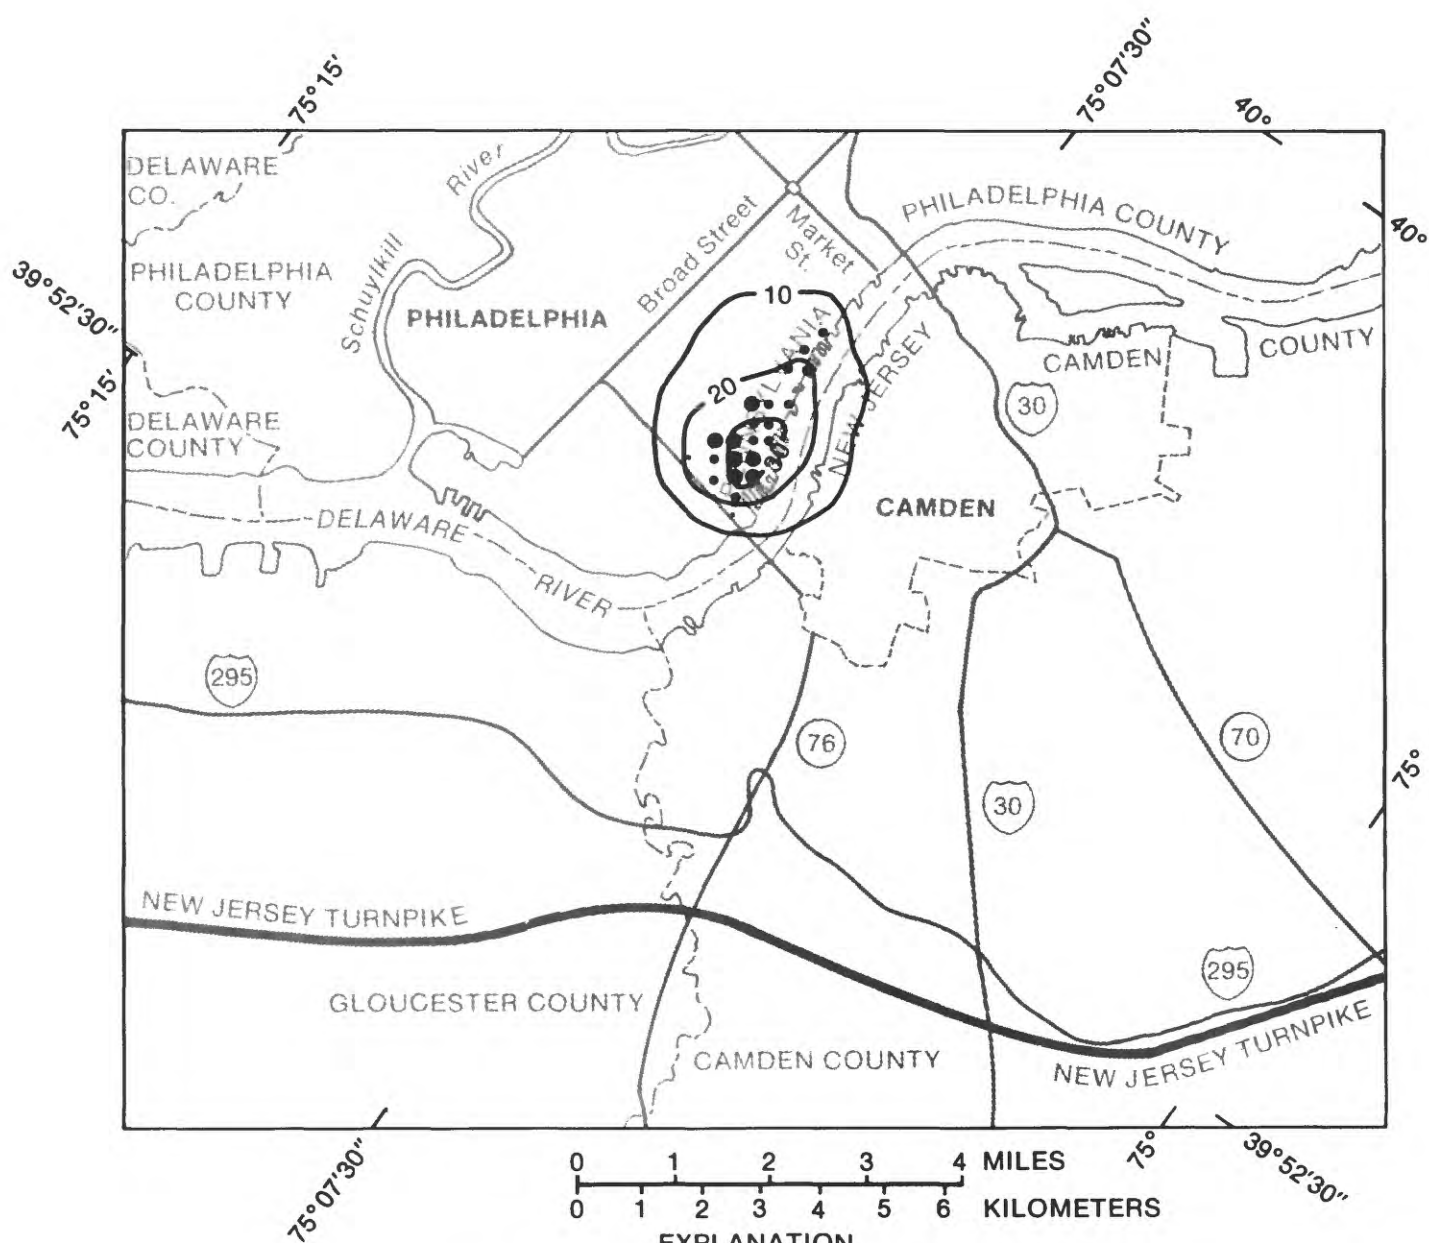 75°15'
75°07'30"
40°
DELAWARE
CO.
River
PHILADELPHIA COUNTY
Broad Street
Market
St.
40°
39°52'30"
PHILADELPHIA
COUNTY
Schuylkill
PHILADELPHIA
10
CAMDEN
COUNTY
75°15'
NEW JERSEY
20
30
DELAWARE
COUNTY
30
CAMDEN
DELAWARE
RIVER
295
76
70
75°
30
NEW JERSEY TURNPIKE
295
GLOUCESTER COUNTY
CAMDEN COUNTY
NEW JERSEY TURNPIKE
75°07'30"
75°
39°52'30"
0 1 2 3 4 MILES
0 1 2 3 4 5 6 KILOMETERS
EXPLANATION